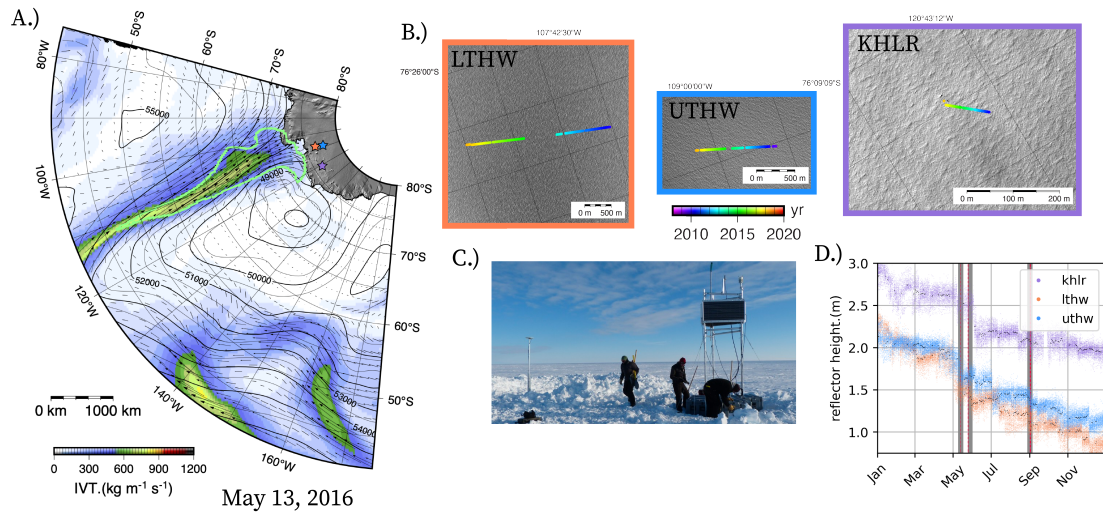 A.)
50°S
60°S
70°S
80°S
80°W
100°W
120°W
140°W
160°W
80°S
70°S
60°S
50°S
55000
49000
50000
51000
52000
53000
54000
0 km 1000 km
0 300 600 900 1200
IVT.(kg m⁻¹ s⁻¹)
May 13, 2016
B.)
107°42'30"W
76°26'00"S
LTHW
0 m 500 m
109°00'00"W
76°09'09"S
UTHW
0 m 500 m
120°43'12"W
KHLR
0 m 100 m 200 m
yr
2010 2015 2020
C.)
D.)
reflector height.(m)
3.0
2.5
2.0
1.5
1.0
khlr
lthw
uthw
Jan Mar May Jul Sep Nov